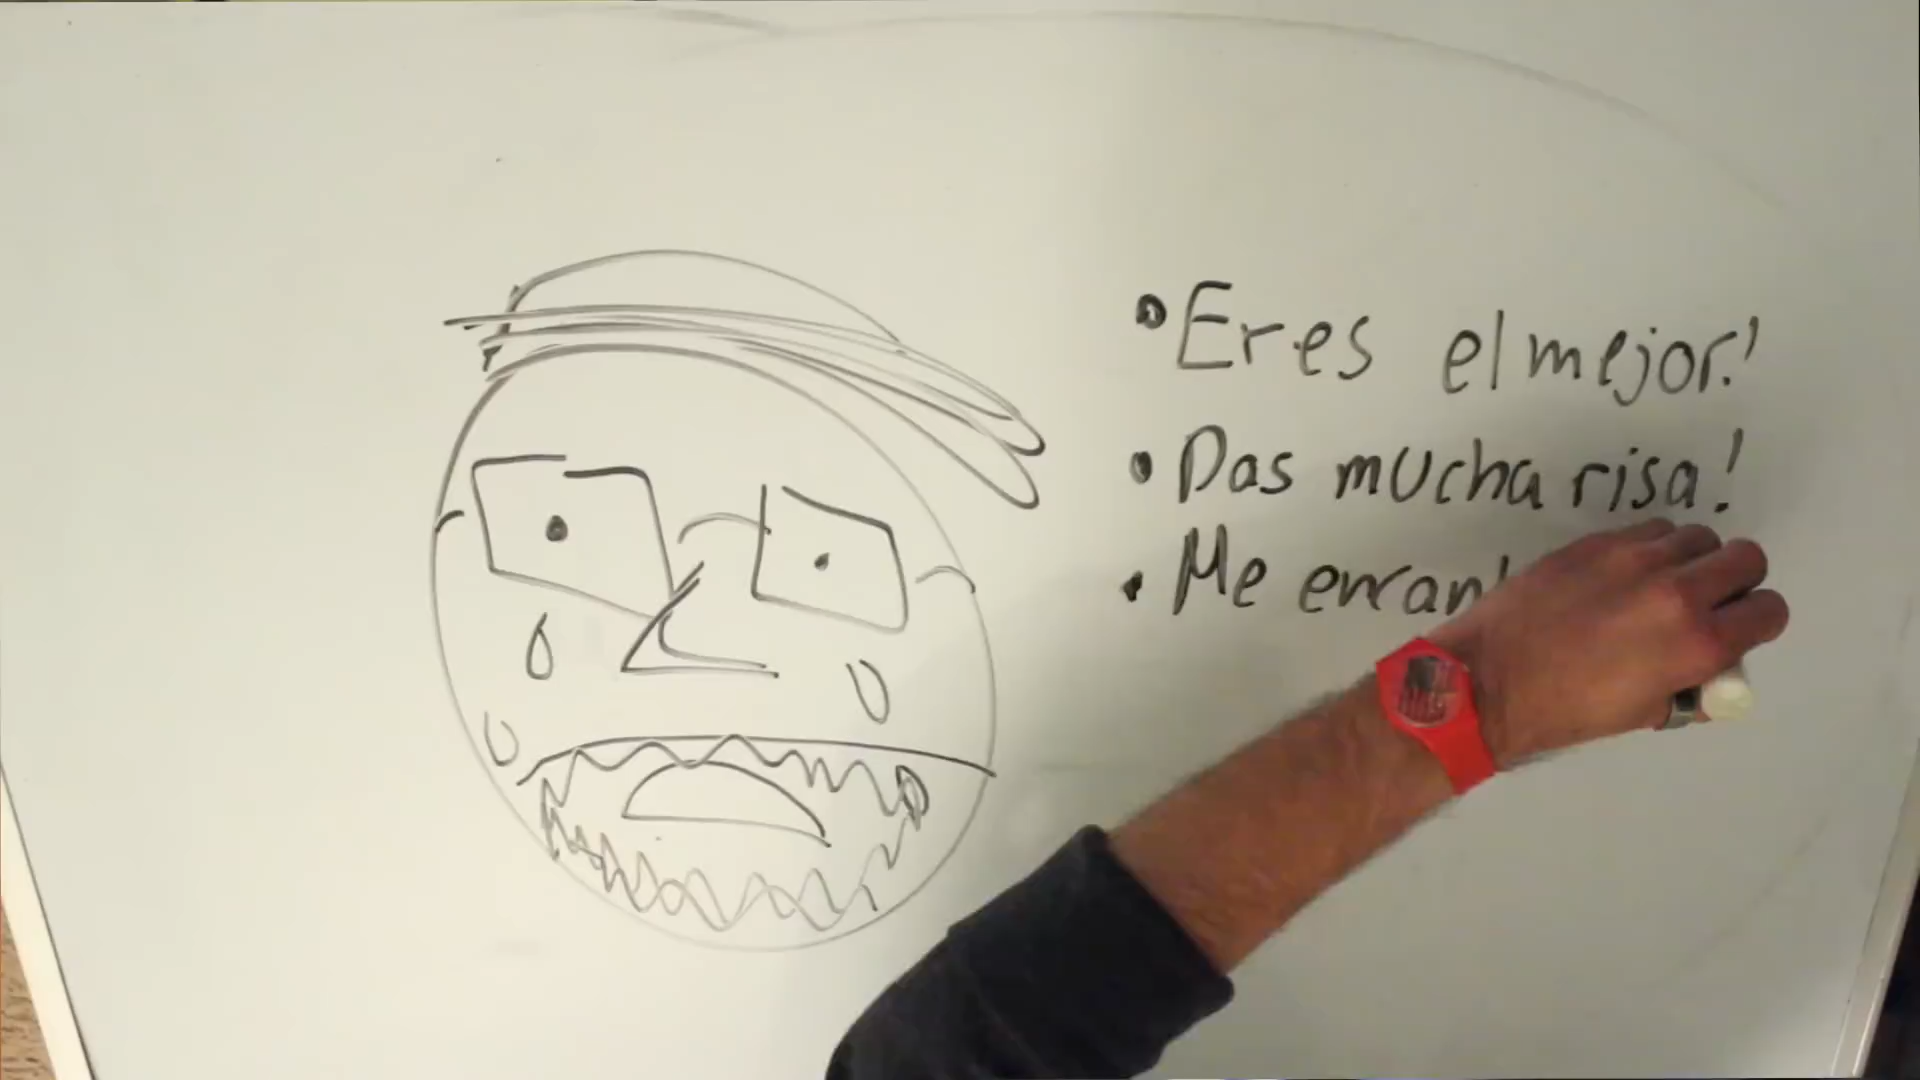 • Eres el mejor!
• Das mucha risa!
• Me